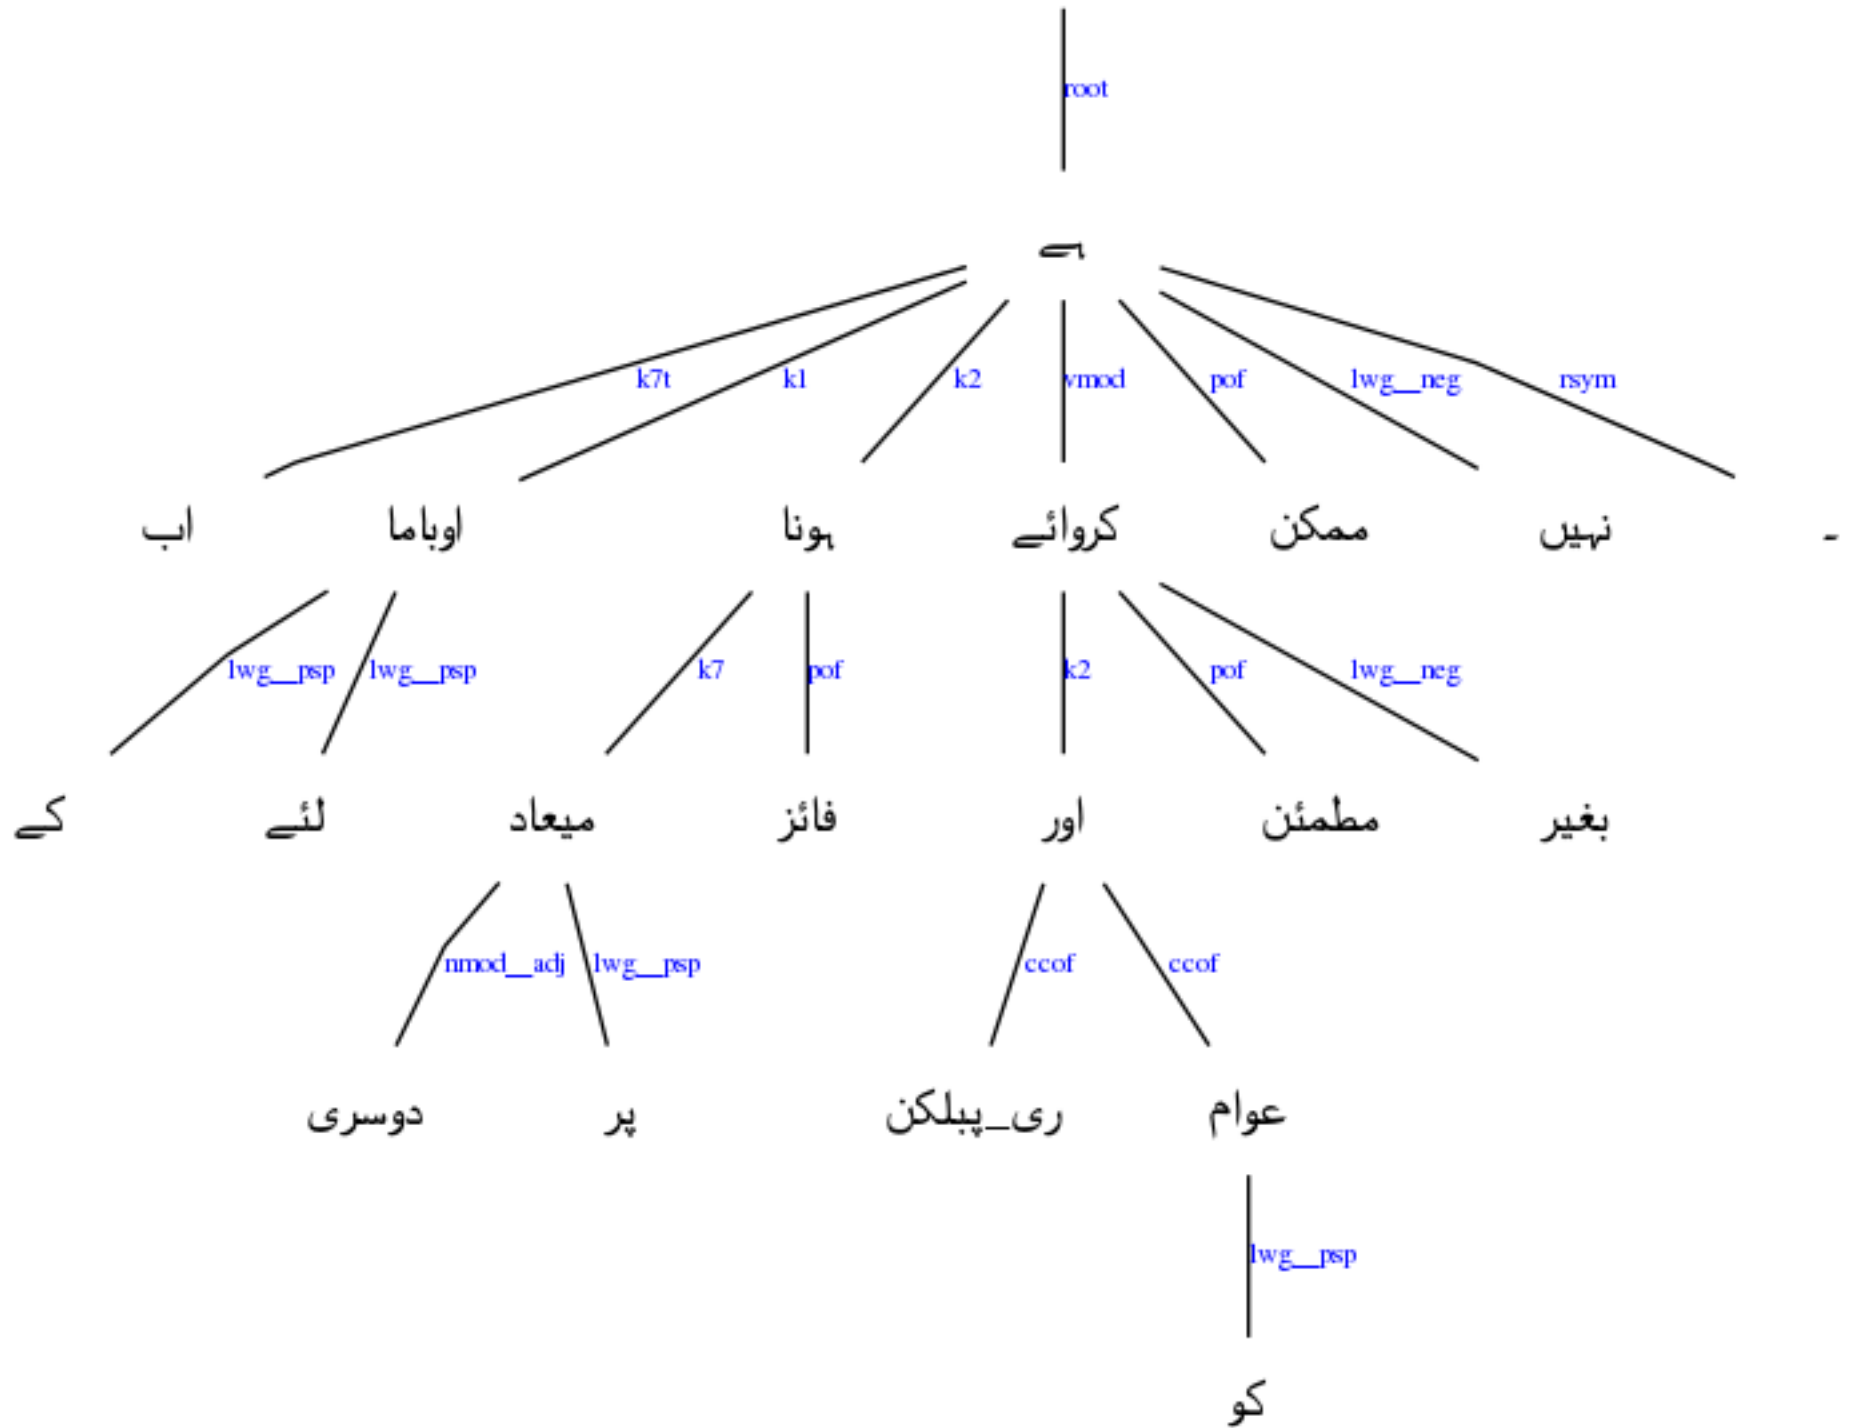 root
ہے
k7t k1 k2 vmod pof lwg__neg rsym
اب اوباما ہونا کروائے ممکن نہیں ۔
lwg__psp lwg__psp k7 pof k2 pof lwg__neg
کے لئے میعاد فائز اور مطمئن بغیر
nmod__adj lwg__psp ccof ccof
دوسری پر ری_پبلکن عوام
lwg__psp
کو